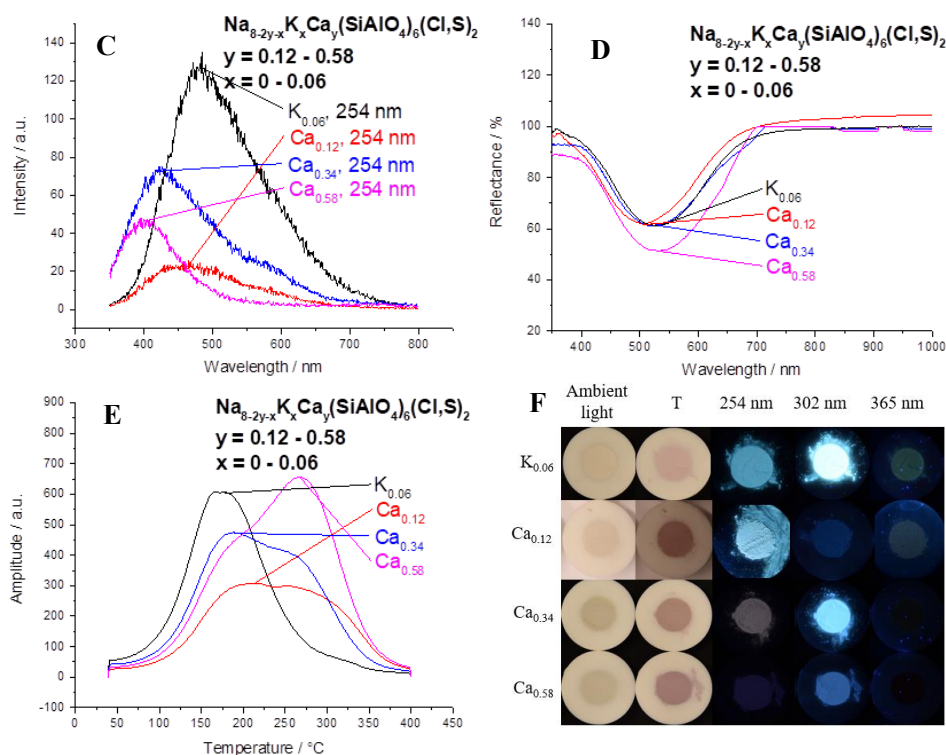 C
Na8-2y-xKxCay(SiAlO4)6(Cl,S)2
y = 0.12 - 0.58
x = 0 - 0.06
K0.06, 254 nm
Ca0.12, 254 nm
Ca0.34, 254 nm
Ca0.58, 254 nm
140
120
100
80
60
40
20
0
Intensity / a.u.
300
400
500
600
700
800
Wavelength / nm
D
Na8-2y-xKxCay(SiAlO4)6(Cl,S)2
y = 0.12 - 0.58
x = 0 - 0.06
140
120
100
80
60
40
20
Reflectance / %
K0.06
Ca0.12
Ca0.34
Ca0.58
400
500
600
700
800
900
1000
Wavelength / nm
E
Na8-2y-xKxCay(SiAlO4)6(Cl,S)2
y = 0.12 - 0.58
x = 0 - 0.06
K0.06
Ca0.12
Ca0.34
Ca0.58
900
800
700
600
500
400
300
200
100
0
-100
Amplitude / a.u.
0
50
100
150
200
250
300
350
400
450
Temperature / °C
F
Ambient light
T
254 nm
302 nm
365 nm
K0.06
Ca0.12
Ca0.34
Ca0.58